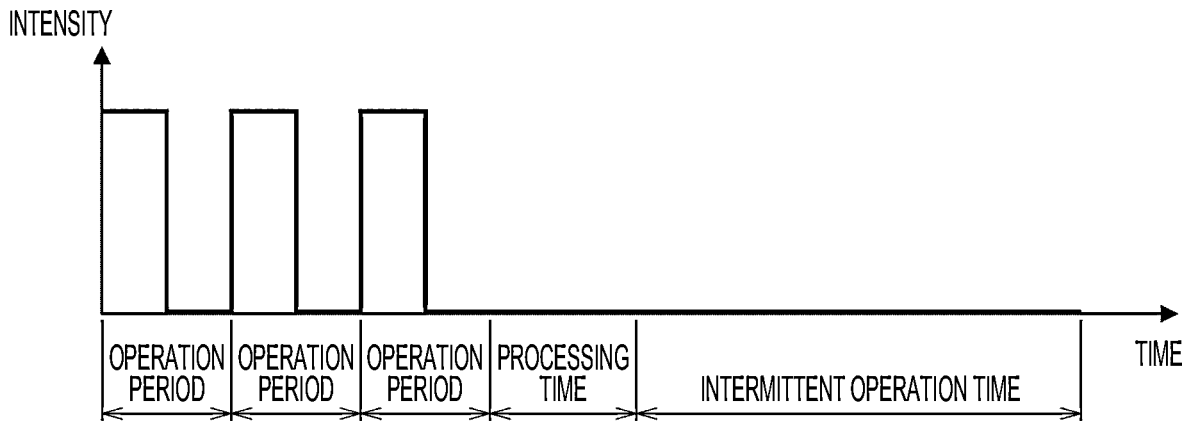 INTENSITY
OPERATION
PERIOD
OPERATION
PERIOD
OPERATION
PERIOD
PROCESSING
TIME
INTERMITTENT OPERATION TIME
TIME